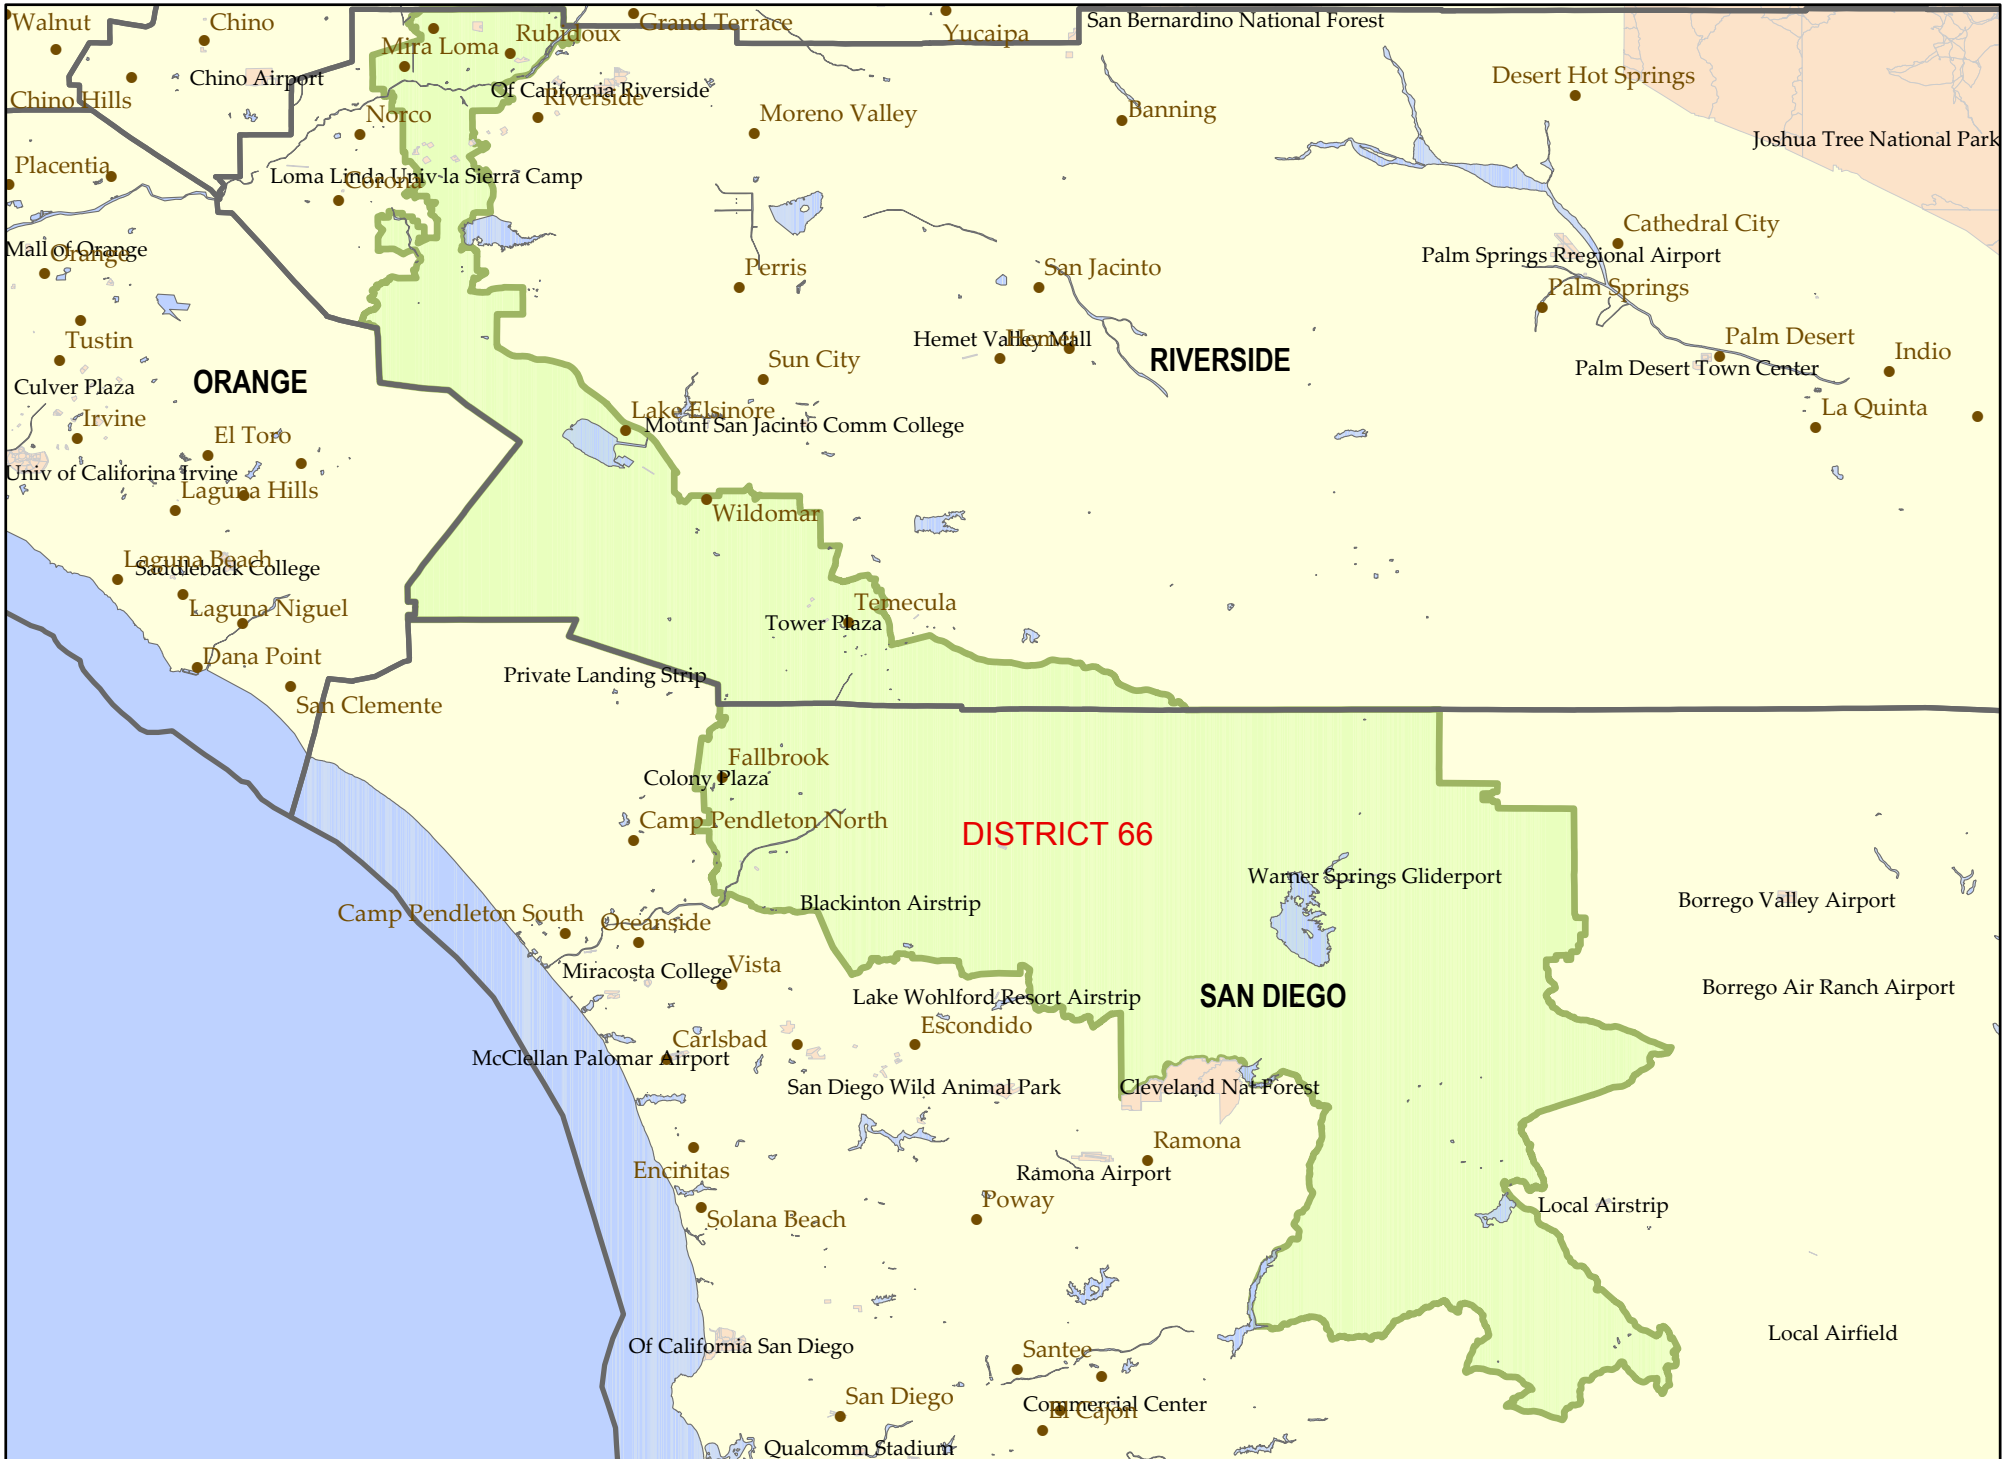 Walnut
Chino
Grand Terrace
Yucaipa
San Bernardino National Forest
Mira Loma
Rubidoux
Chino Airport
Desert Hot Springs
Chino Hills
Of California Riverside
Riverside
Norco
Moreno Valley
Banning
Joshua Tree National Park
Placentia
Loma Linda Univ-la Sierra Camp
Corona
Cathedral City
Mall of Orange
Orange
Palm Springs Rregional Airport
Perris
San Jacinto
Palm Springs
Tustin
Hemet Valley Mall
Hemet
Palm Desert
Sun City
RIVERSIDE
Indio
ORANGE
Culver Plaza
Palm Desert Town Center
Irvine
Lake Elsinore
La Quinta
El Toro
Mount San Jacinto Comm College
Univ of Califorina Irvine
Laguna Hills
Wildomar
Laguna Beach
Saddleback College
Laguna Niguel
Temecula
Tower Plaza
Dana Point
Private Landing Strip
San Clemente
Fallbrook
Colony Plaza
Camp Pendleton North
DISTRICT 66
Warner Springs Gliderport
Blackinton Airstrip
Borrego Valley Airport
Camp Pendleton South
Oceanside
Miracosta College
Vista
Lake Wohlford Resort Airstrip
SAN DIEGO
Borrego Air Ranch Airport
Escondido
Carlsbad
McClellan Palomar Airport
San Diego Wild Animal Park
Cleveland Nat Forest
Ramona
Encinitas
Ramona Airport
Poway
Solana Beach
Local Airstrip
Local Airfield
Of California San Diego
Santee
San Diego
Commercial Center
El Cajon
Qualcomm Stadium